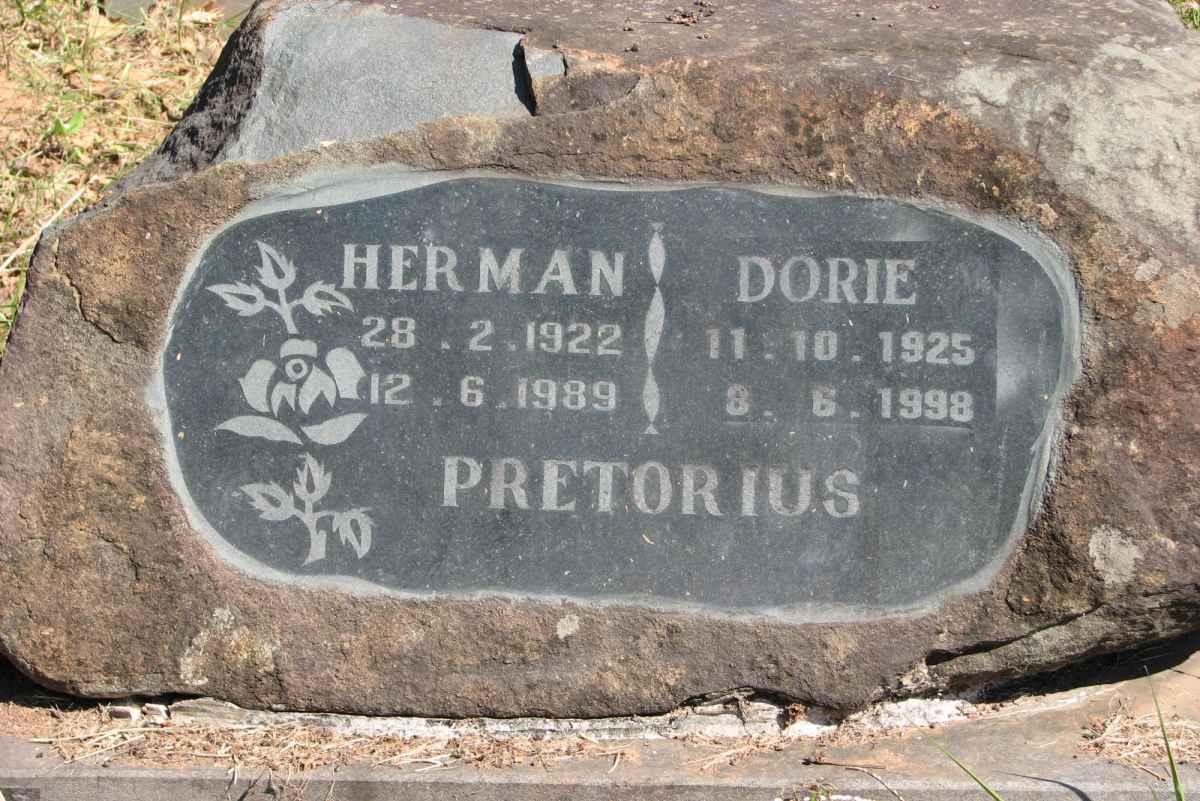 HERMAN
28 . 2 . 1922
12 . 6 . 1989
DORIE
11 . 10 . 1925
8 . 6 . 1998
PRETORIUS